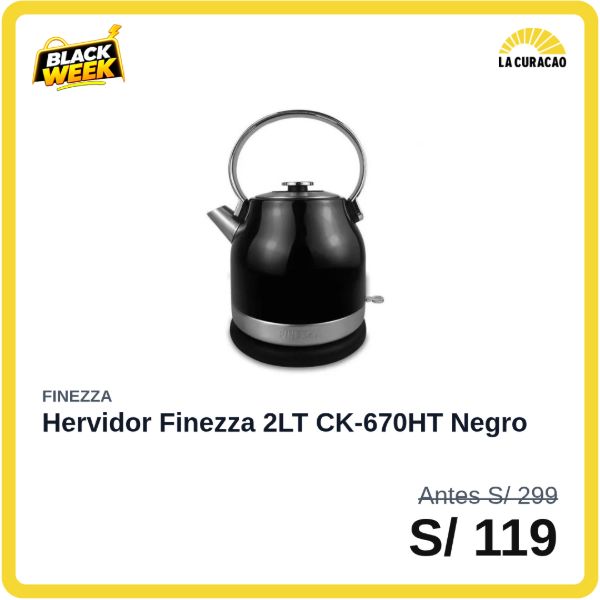 BLACK
WEEK
LA CURACAO
FINEZZA
Hervidor Finezza 2LT CK-670HT Negro
Antes S/ 299
S/ 119